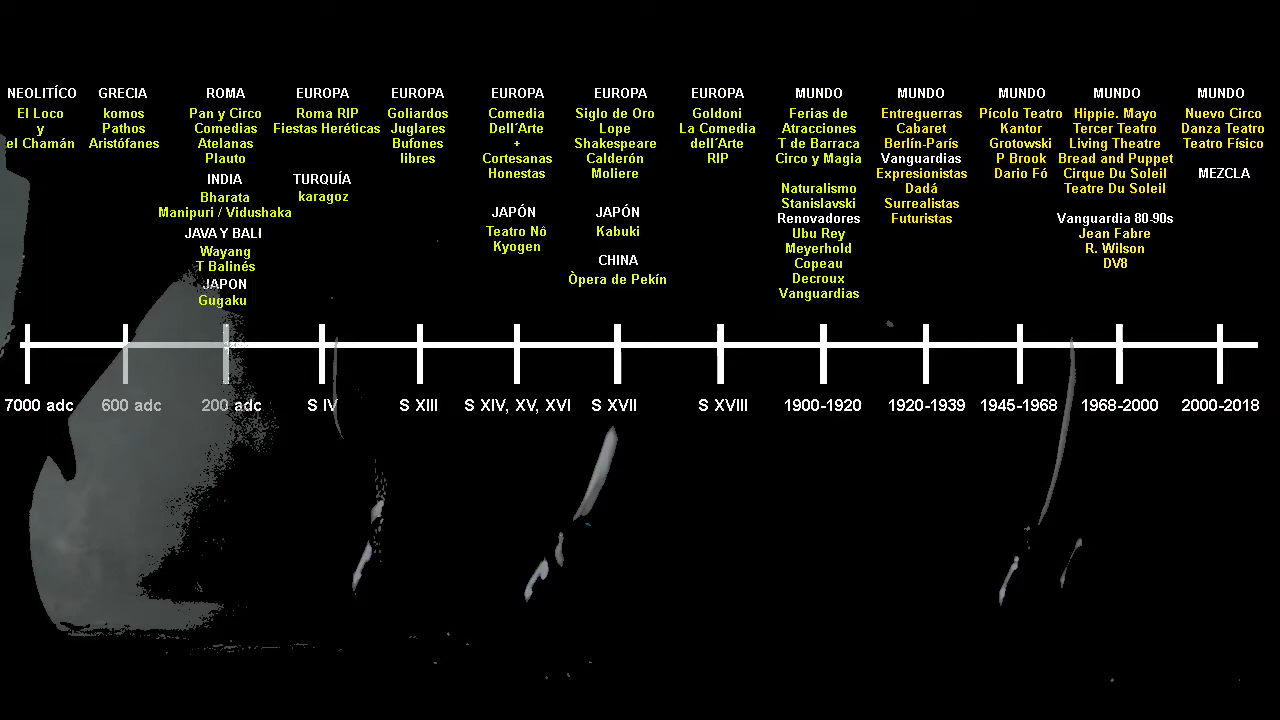 NEOLITÍCO
El Loco
y
el Chamán
GRECIA
komos
Pathos
Aristófanes
ROMA
Pan y Circo
Comedias
Atelanas
Plauto
INDIA
Bharata
Manipuri / Vidushaka
JAVA Y BALI
Wayang
T Balinés
JAPON
Gugaku
EUROPA
Roma RIP
Fiestas Heréticas
TURQUÍA
karagoz
EUROPA
Goliardos
Juglares
Bufones
libres
EUROPA
Comedia
Dell´Arte
+
Cortesanas
Honestas
JAPÓN
Teatro Nô
Kyogen
EUROPA
Siglo de Oro
Lope
Shakespeare
Calderón
Moliere
JAPÓN
Kabuki
CHINA
Òpera de Pekín
EUROPA
Goldoni
La Comedia
dell´Arte
RIP
MUNDO
Ferias de
Atracciones
T de Barraca
Circo y Magia
Naturalismo
Stanislavski
Renovadores
Ubu Rey
Meyerhold
Copeau
Decroux
Vanguardias
MUNDO
Entreguerras
Cabaret
Berlín-París
Vanguardias
Expresionistas
Dadá
Surrealistas
Futuristas
MUNDO
Pícolo Teatro
Kantor
Grotowski
P Brook
Dario Fó
MUNDO
Hippie. Mayo
Tercer Teatro
Living Theatre
Bread and Puppet
Cirque Du Soleil
Teatre Du Soleil
Vanguardia 80-90s
Jean Fabre
R. Wilson
DV8
MUNDO
Nuevo Circo
Danza Teatro
Teatro Físico
MEZCLA
7000 adc
600 adc
200 adc
S IV
S XIII
S XIV, XV, XVI
S XVII
S XVIII
1900-1920
1920-1939
1945-1968
1968-2000
2000-2018